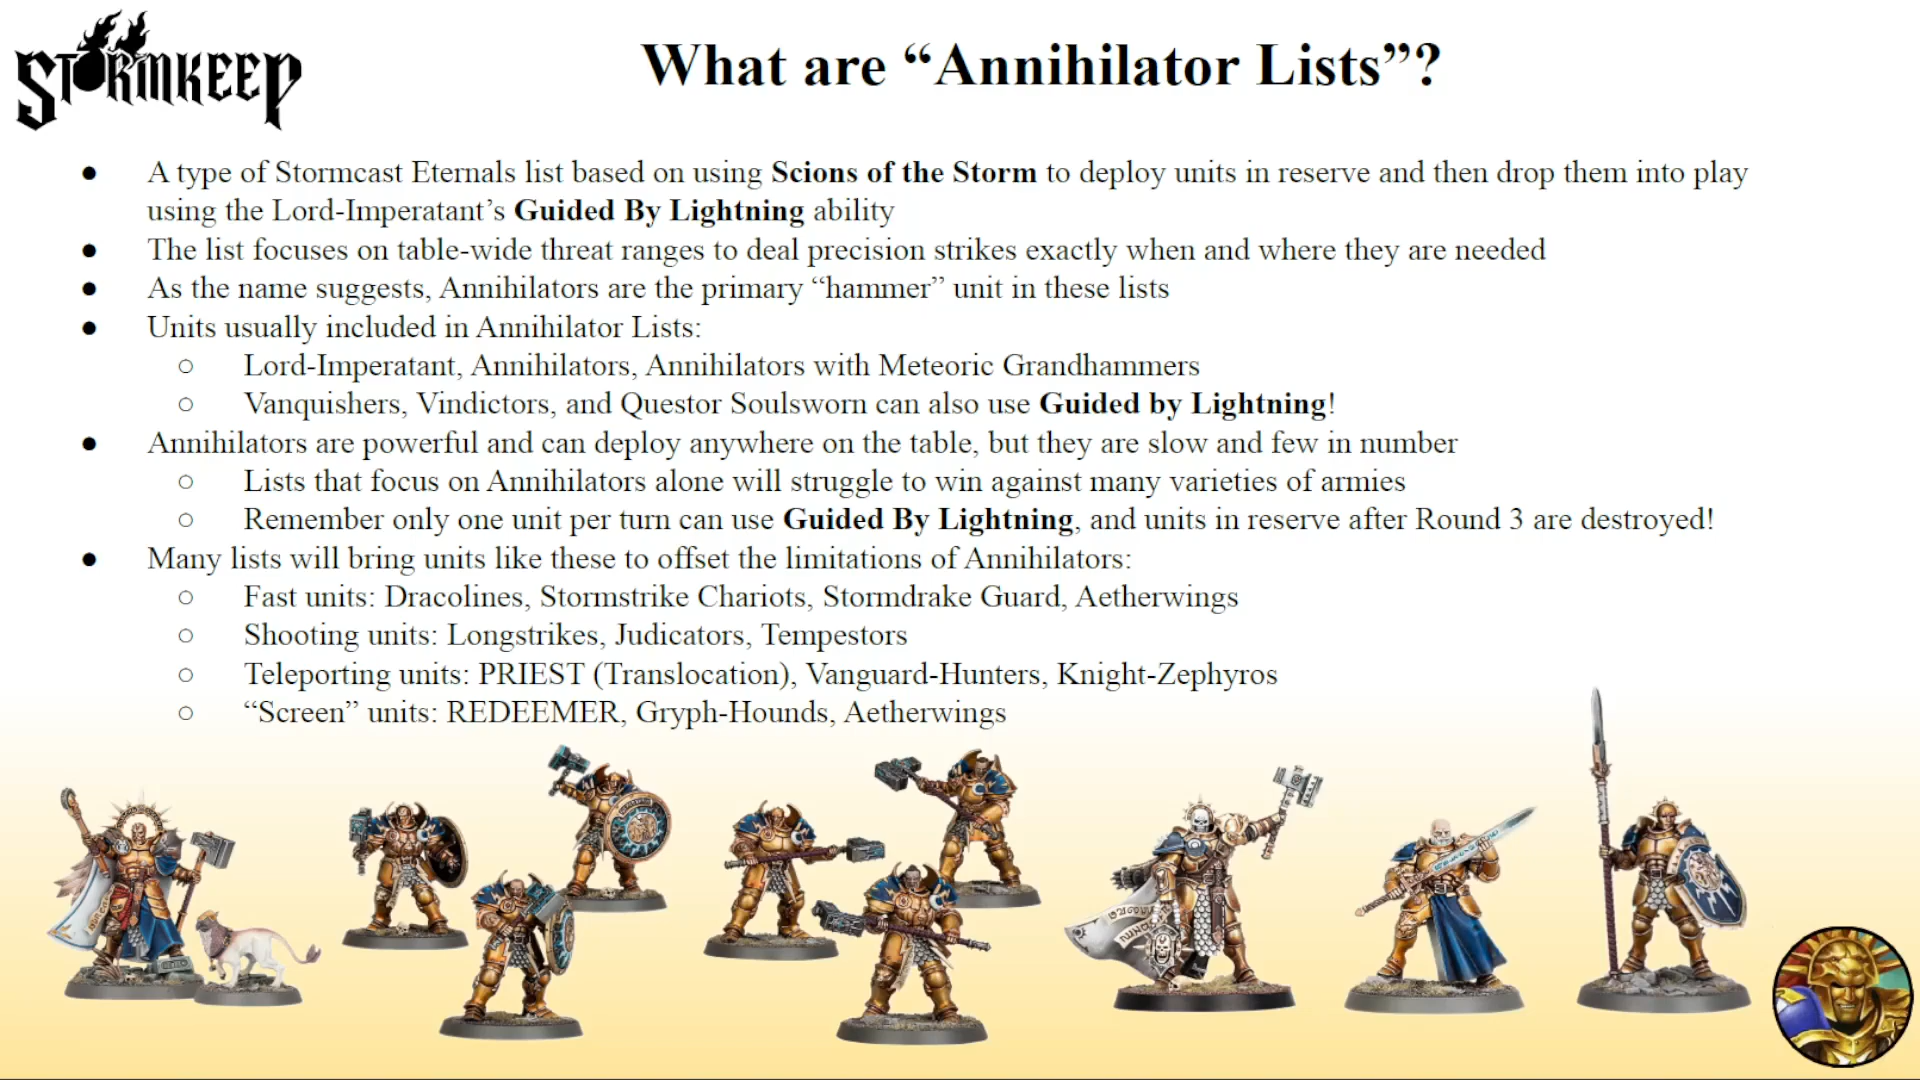 STORMKEEP
What are “Annihilator Lists”?
● A type of Stormcast Eternals list based on using Scions of the Storm to deploy units in reserve and then drop them into play
using the Lord-Imperatant’s Guided By Lightning ability
● The list focuses on table-wide threat ranges to deal precision strikes exactly when and where they are needed
● As the name suggests, Annihilators are the primary “hammer” unit in these lists
● Units usually included in Annihilator Lists:
○ Lord-Imperatant, Annihilators, Annihilators with Meteoric Grandhammers
○ Vanquishers, Vindictors, and Questor Soulsworn can also use Guided by Lightning!
● Annihilators are powerful and can deploy anywhere on the table, but they are slow and few in number
○ Lists that focus on Annihilators alone will struggle to win against many varieties of armies
○ Remember only one unit per turn can use Guided By Lightning, and units in reserve after Round 3 are destroyed!
● Many lists will bring units like these to offset the limitations of Annihilators:
○ Fast units: Dracolines, Stormstrike Chariots, Stormdrake Guard, Aetherwings
○ Shooting units: Longstrikes, Judicators, Tempestors
○ Teleporting units: PRIEST (Translocation), Vanguard-Hunters, Knight-Zephyros
○ “Screen” units: REDEEMER, Gryph-Hounds, Aetherwings